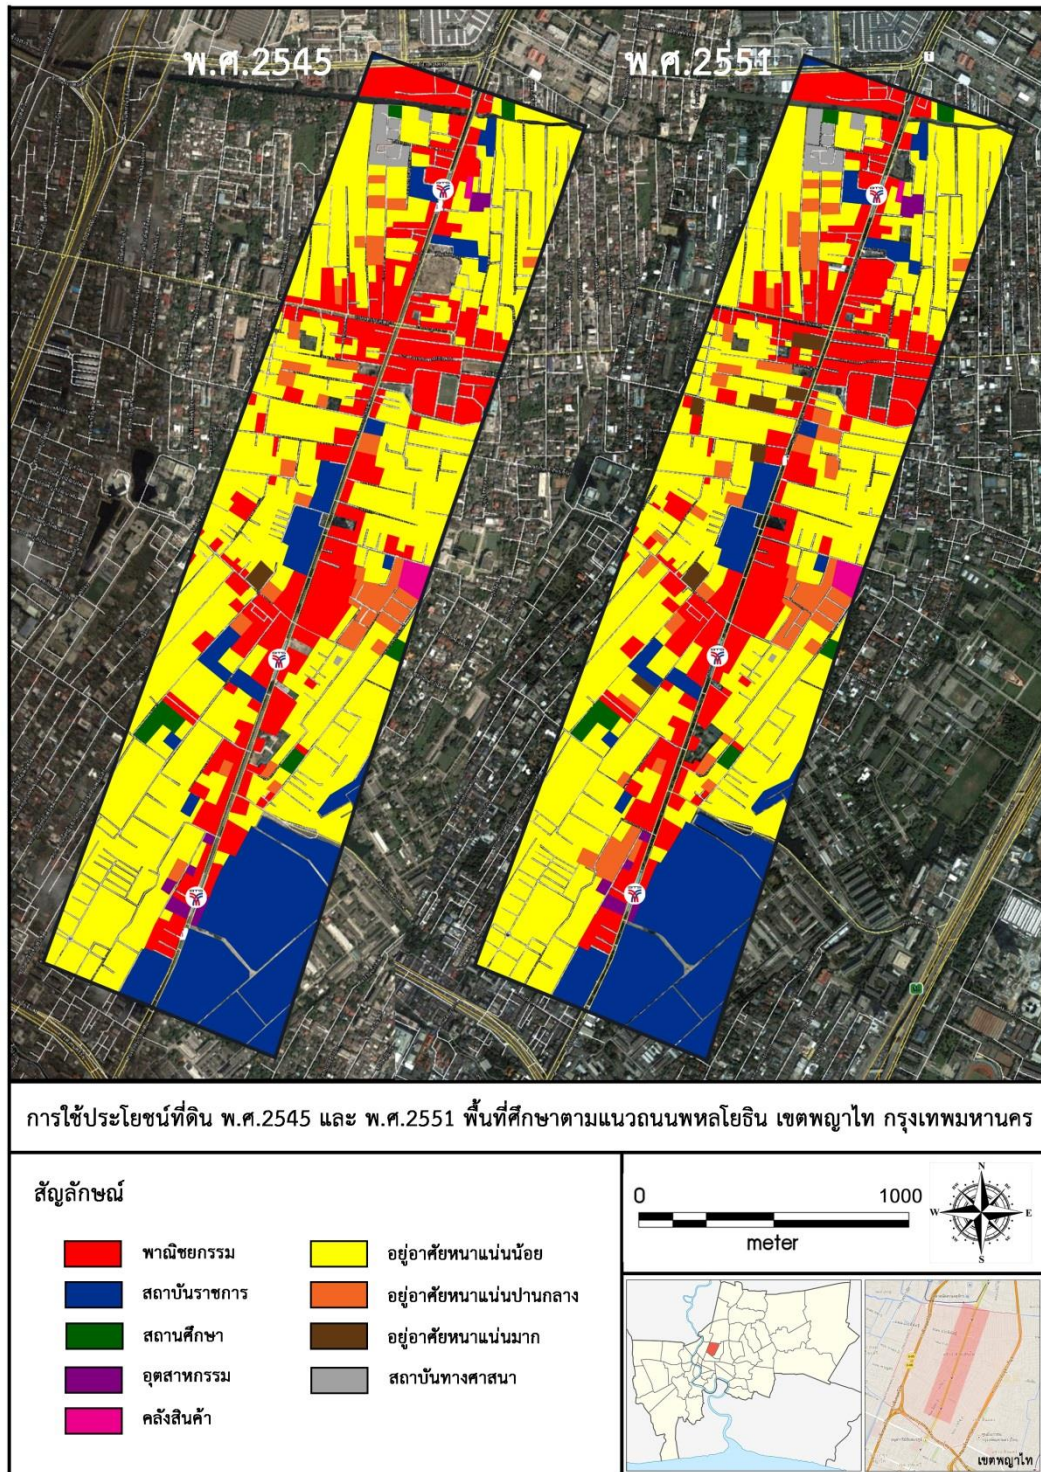 พ.ศ.2545
พ.ศ.2551
การใช้ประโยชน์ที่ดิน พ.ศ.2545 และ พ.ศ.2551 พื้นที่ศึกษาตามแนวถนนพหลโยธิน เขตพญาไท กรุงเทพมหานคร
สัญลักษณ์
พาณิชยกรรม
สถาบันราชการ
สถานศึกษา
อุตสาหกรรม
คลังสินค้า
อยู่อาศัยหนาแน่นน้อย
อยู่อาศัยหนาแน่นปานกลาง
อยู่อาศัยหนาแน่นมาก
สถาบันทางศาสนา
0 1000
meter
N
W E
S
เขตพญาไท